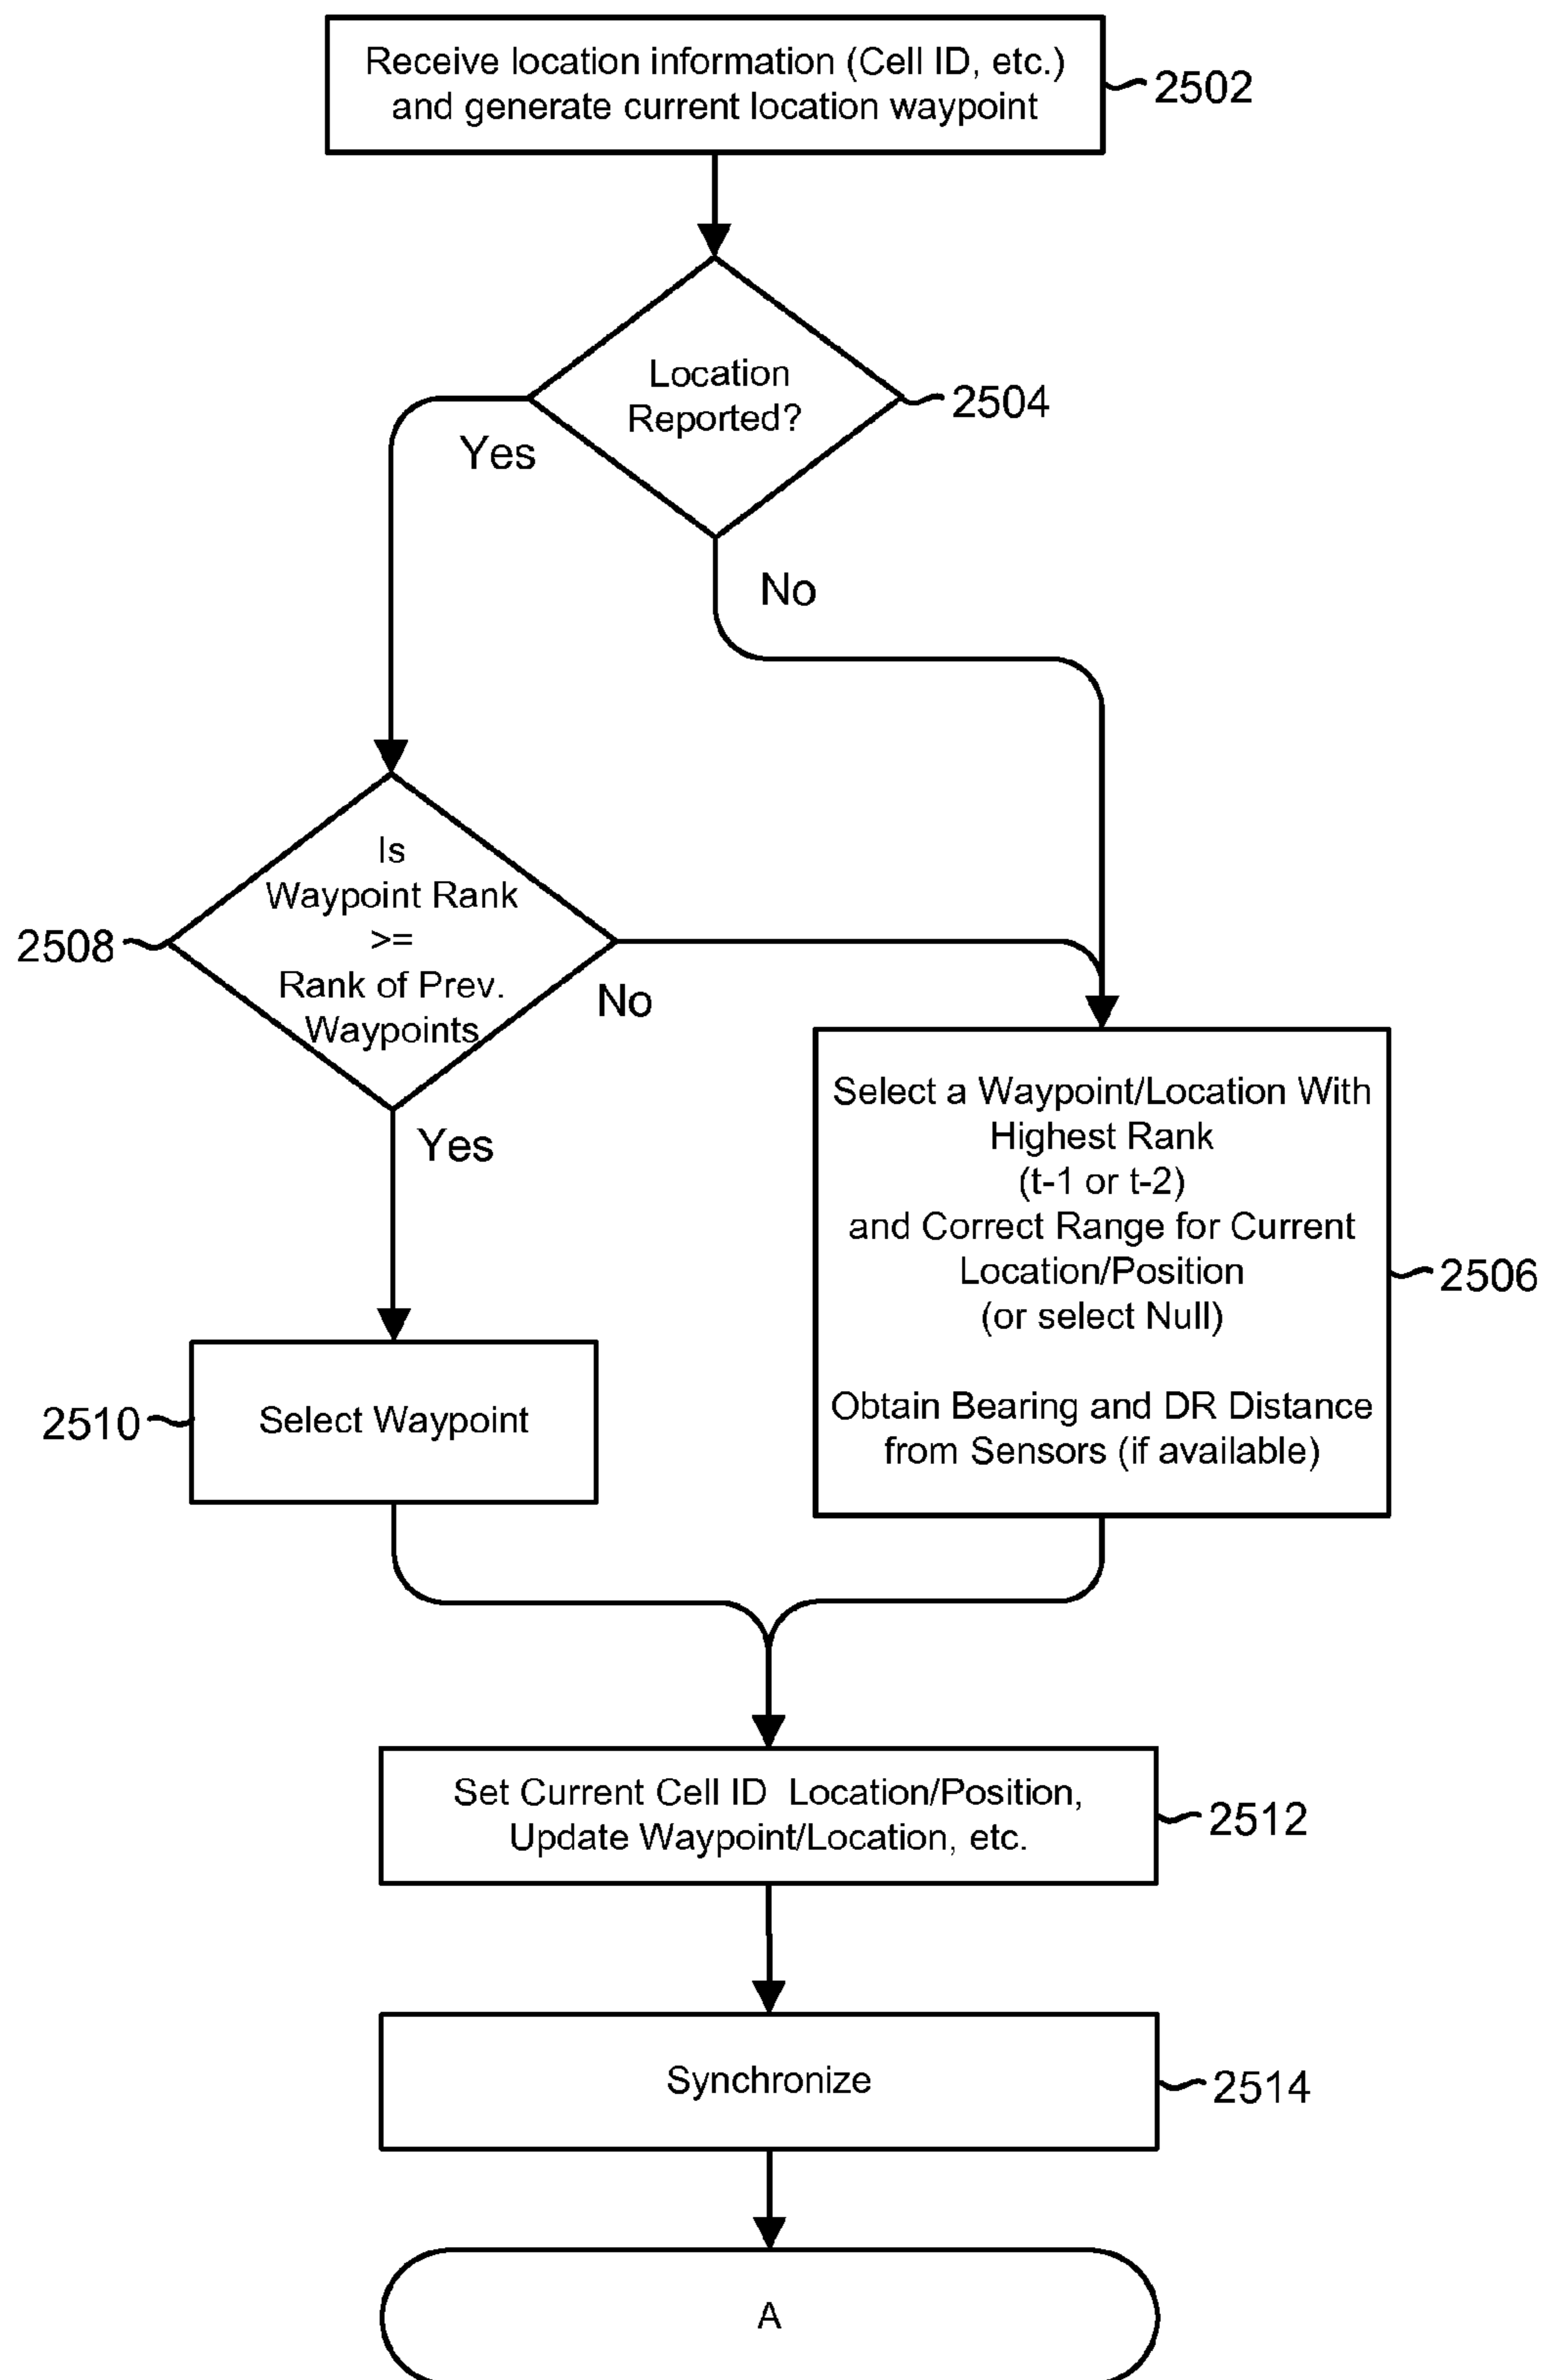 Receive location information (Cell ID, etc.)
and generate current location waypoint
2502
Location
Reported?
2504
Yes
No
Is
Waypoint Rank
>=
Rank of Prev.
Waypoints
2508
No
Yes
Select a Waypoint/Location With
Highest Rank
(t-1 or t-2)
and Correct Range for Current
Location/Position
(or select Null)
Obtain Bearing and DR Distance
from Sensors (if available)
2506
Select Waypoint
2510
Set Current Cell ID Location/Position,
Update Waypoint/Location, etc.
2512
Synchronize
2514
A